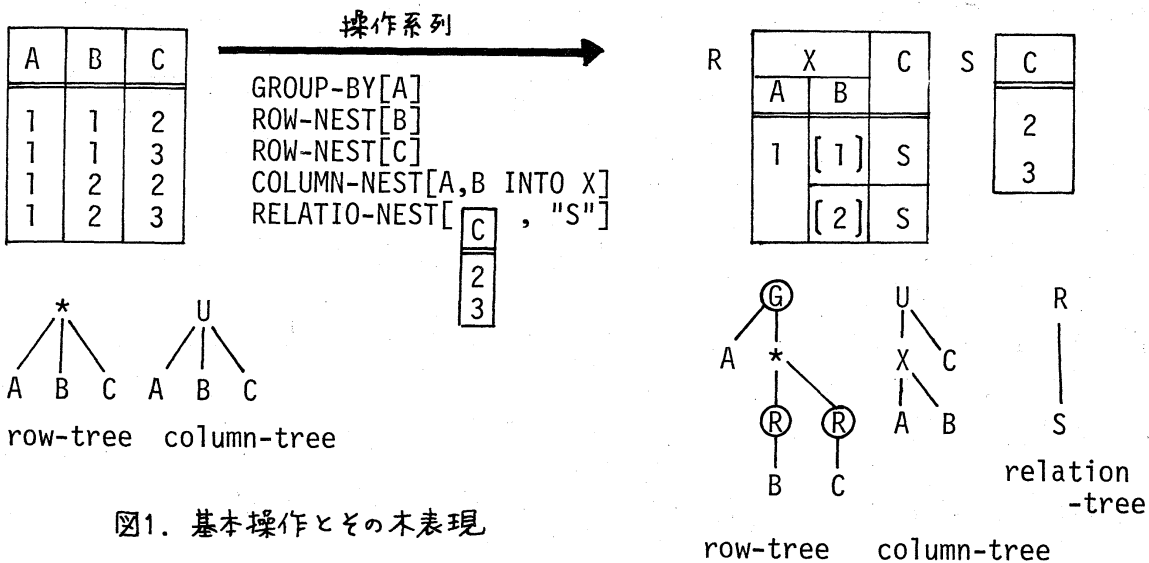 操作系列
A B C
1 1 2
1 1 3
1 2 2
1 2 3
GROUP-BY[A]
ROW-NEST[B]
ROW-NEST[C]
COLUMN-NEST[A,B INTO X]
RELATIO-NEST[ , "S"]
C
2
3
R
X C
A B
1 [1] S
[2] S
S
C
2
3
*
A B C
row-tree
U
A B C
column-tree
G
A *
R R
B C
row-tree
U
X C
A B
column-tree
R
S
relation
-tree
図1. 基本操作とその木表現